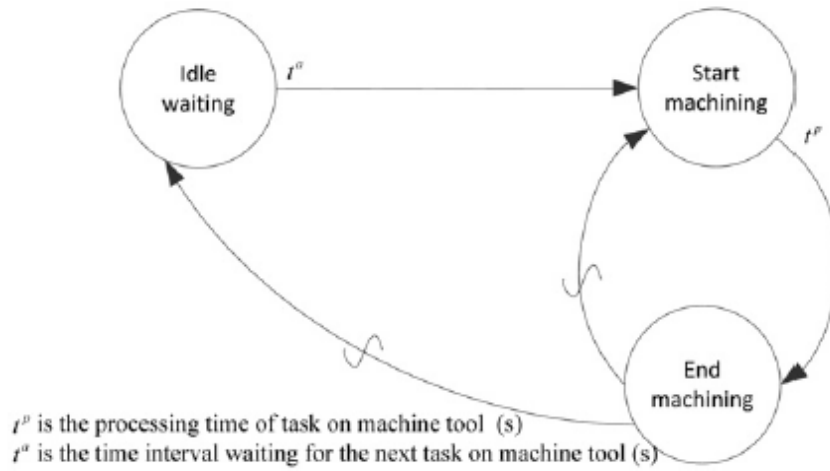 Idle
waiting
t^a
Start
machining
t^p
End
machining
t^p is the processing time of task on machine tool (s)
t^a is the time interval waiting for the next task on machine tool (s)